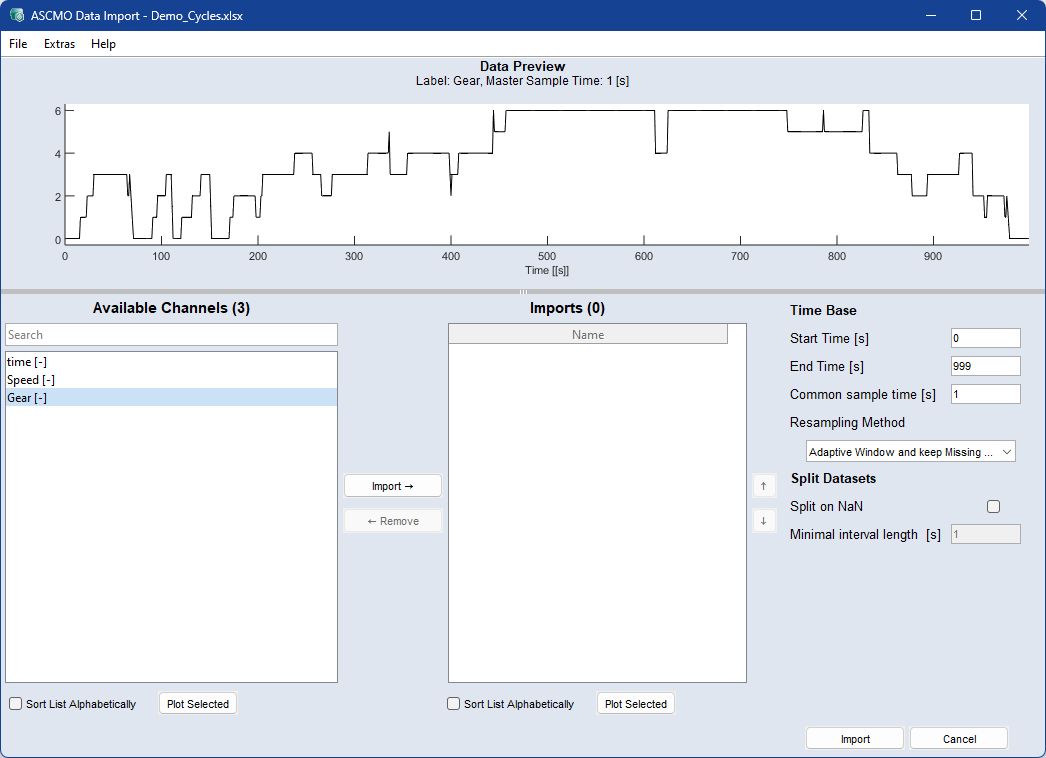 ASCMO Data Import - Demo_Cycles.xlsx
File Extras Help
Data Preview
Label: Gear, Master Sample Time: 1 [s]
6
4
2
0
0 100 200 300 400 500 600 700 800 900
Time [[s]]
Available Channels (3)
Search
time [-]
Speed [-]
Gear [-]
Sort List Alphabetically Plot Selected
Import →
← Remove
Imports (0)
Name
Sort List Alphabetically Plot Selected
↑
↓
Time Base
Start Time [s] 0
End Time [s] 999
Common sample time [s] 1
Resampling Method
Adaptive Window and keep Missing ...
Split Datasets
Split on NaN
Minimal interval length [s] 1
Import Cancel